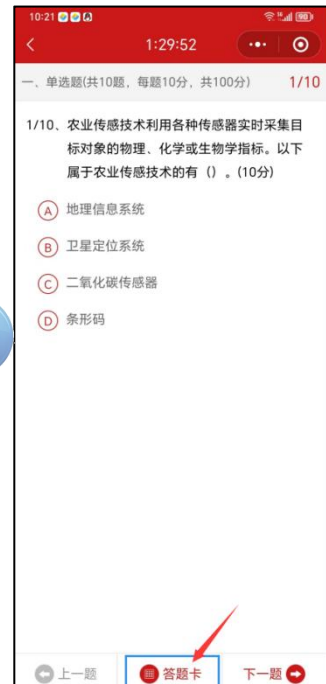 10:21
90
1:29:52
一、单选题(共10题，每题10分，共100分) 1/10
1/10、农业传感技术利用各种传感器实时采集目
标对象的物理、化学或生物学指标。以下
属于农业传感技术的有（）。(10分)
A 地理信息系统
B 卫星定位系统
C 二氧化碳传感器
D 条形码
上一题 答题卡 下一题